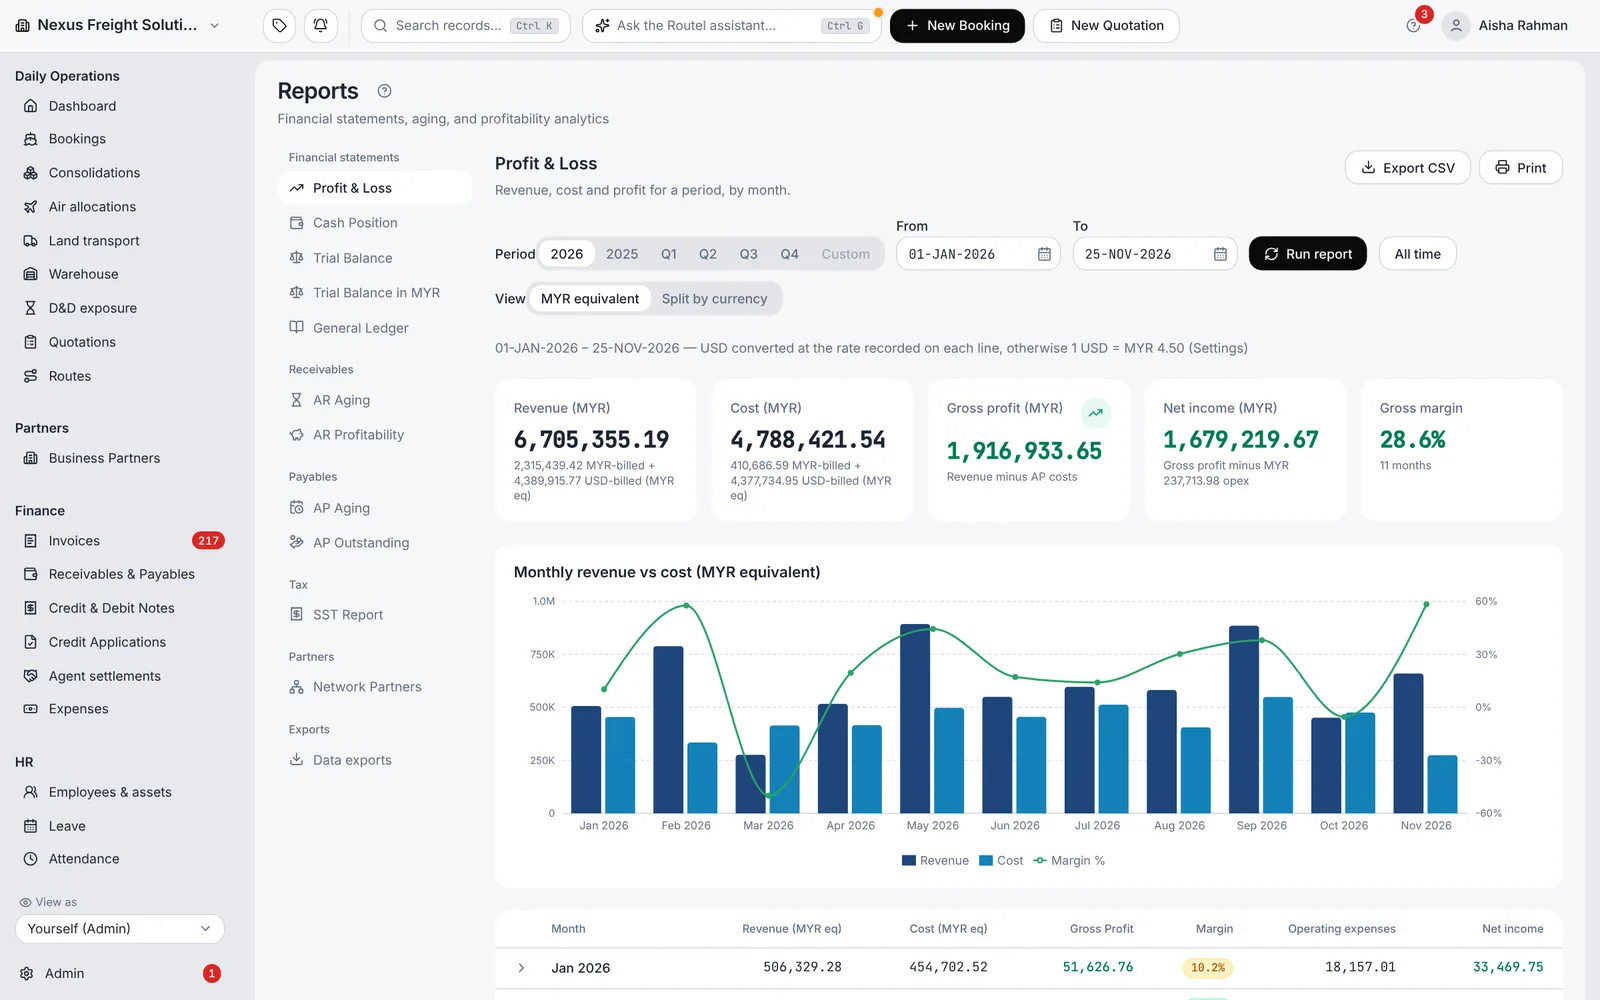 Nexus Freight Soluti...
Search records... Ctrl K
Ask the Routel assistant... Ctrl G
New Booking
New Quotation
3
Aisha Rahman
Daily Operations
Dashboard
Bookings
Consolidations
Air allocations
Land transport
Warehouse
D&D exposure
Quotations
Routes
Partners
Business Partners
Finance
Invoices 217
Receivables & Payables
Credit & Debit Notes
Credit Applications
Agent settlements
Expenses
HR
Employees & assets
Leave
Attendance
View as
Yourself (Admin)
Admin 1
Reports
Financial statements, aging, and profitability analytics
Financial statements
Profit & Loss
Cash Position
Trial Balance
Trial Balance in MYR
General Ledger
Receivables
AR Aging
AR Profitability
Payables
AP Aging
AP Outstanding
Tax
SST Report
Partners
Network Partners
Exports
Data exports
Profit & Loss
Revenue, cost and profit for a period, by month.
Export CSV
Print
Period 2026 2025 Q1 Q2 Q3 Q4 Custom
From
01-JAN-2026
To
25-NOV-2026
Run report
All time
View MYR equivalent Split by currency
01-JAN-2026 – 25-NOV-2026 — USD converted at the rate recorded on each line, otherwise 1 USD = MYR 4.50 (Settings)
Revenue (MYR)
6,705,355.19
2,315,439.42 MYR-billed +
4,389,915.77 USD-billed (MYR
eq)
Cost (MYR)
4,788,421.54
410,686.59 MYR-billed +
4,377,734.95 USD-billed (MYR
eq)
Gross profit (MYR)
1,916,933.65
Revenue minus AP costs
Net income (MYR)
1,679,219.67
Gross profit minus MYR
237,713.98 opex
Gross margin
28.6%
11 months
Monthly revenue vs cost (MYR equivalent)
1.0M 60%
750K 30%
500K 0%
250K -30%
0 -60%
Jan 2026 Feb 2026 Mar 2026 Apr 2026 May 2026 Jun 2026 Jul 2026 Aug 2026 Sep 2026 Oct 2026 Nov 2026
Revenue Cost Margin %
Month Revenue (MYR eq) Cost (MYR eq) Gross Profit Margin Operating expenses Net income
Jan 2026 506,329.28 454,702.52 51,626.76 10.2% 18,157.01 33,469.75